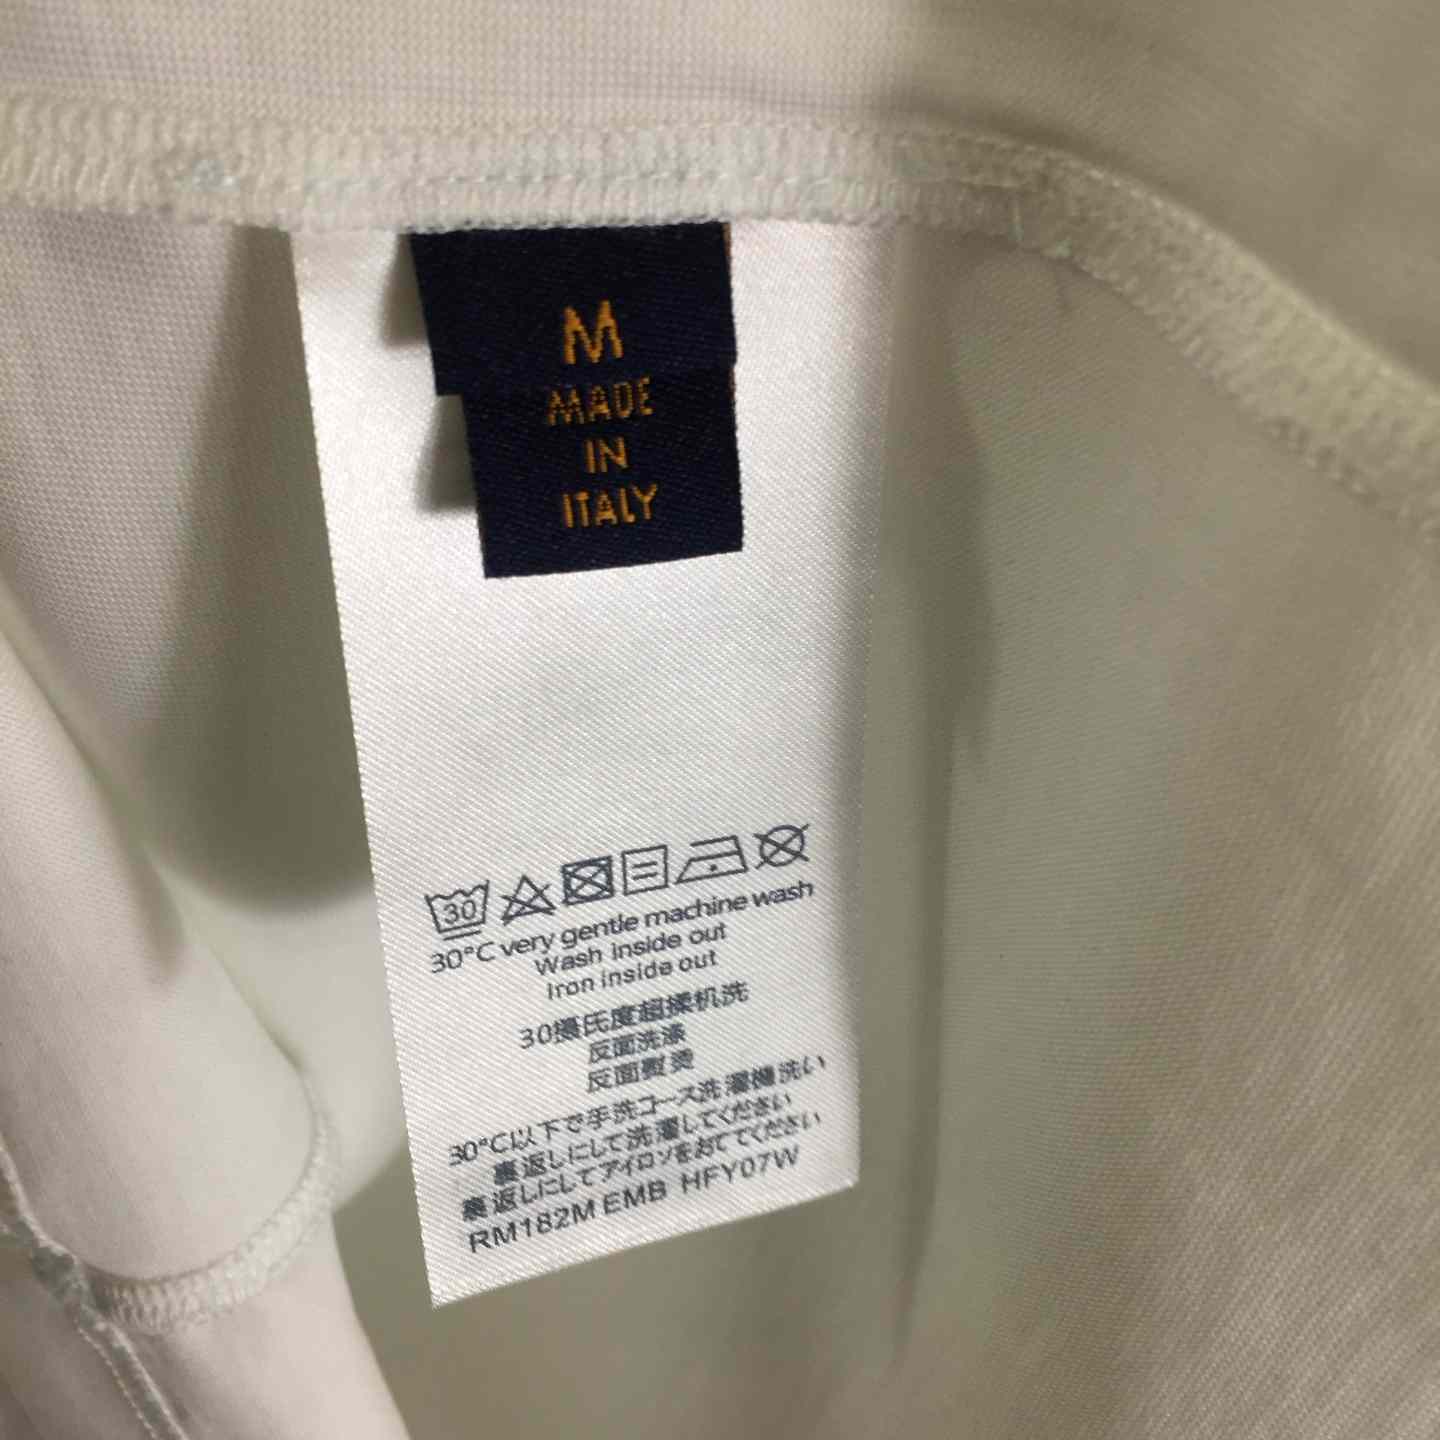 M
MADE
IN
ITALY
30
30°C very gentle machine wash
Wash inside out
Iron inside out
30摄氏度超揉机洗
反面洗涤
反面熨烫
30°C以下で手洗コース洗濯機洗い
裏返しにして洗濯してください
裏返しにしてアイロンをおててください
RM182M EMB HFY07W